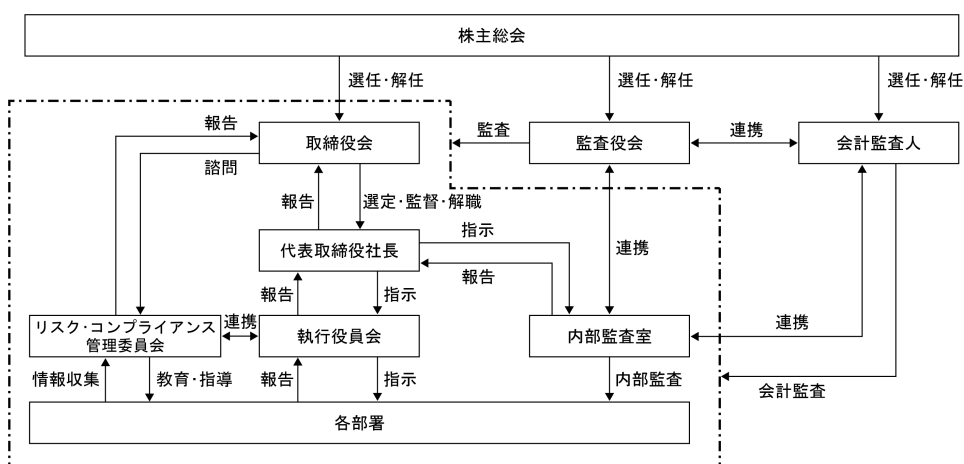 株主総会
選任・解任
選任・解任
選任・解任
報告
取締役会
監査
監査役会
連携
会計監査人
諮問
報告
選定・監督・解職
指示
代表取締役社長
連携
報告
報告
指示
リスク・コンプライアンス
管理委員会
連携
執行役員会
内部監査室
連携
情報収集
教育・指導
報告
指示
内部監査
会計監査
各部署